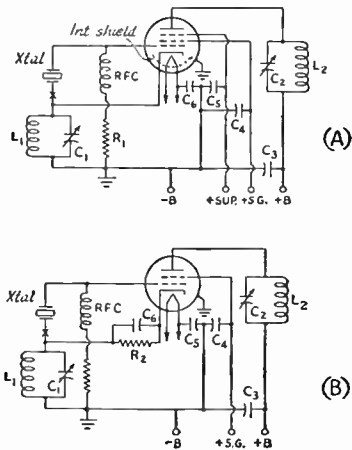 Int shield
Xtal
RFC
L1
C1
R1
C6
C5
C4
C3
C2
L2
(A)
-B
+SUP.
+S.G.
+B
Xtal
RFC
C6
R2
L1
C1
C5
C4
C3
C2
L2
(B)
-B
+S.G.
+B